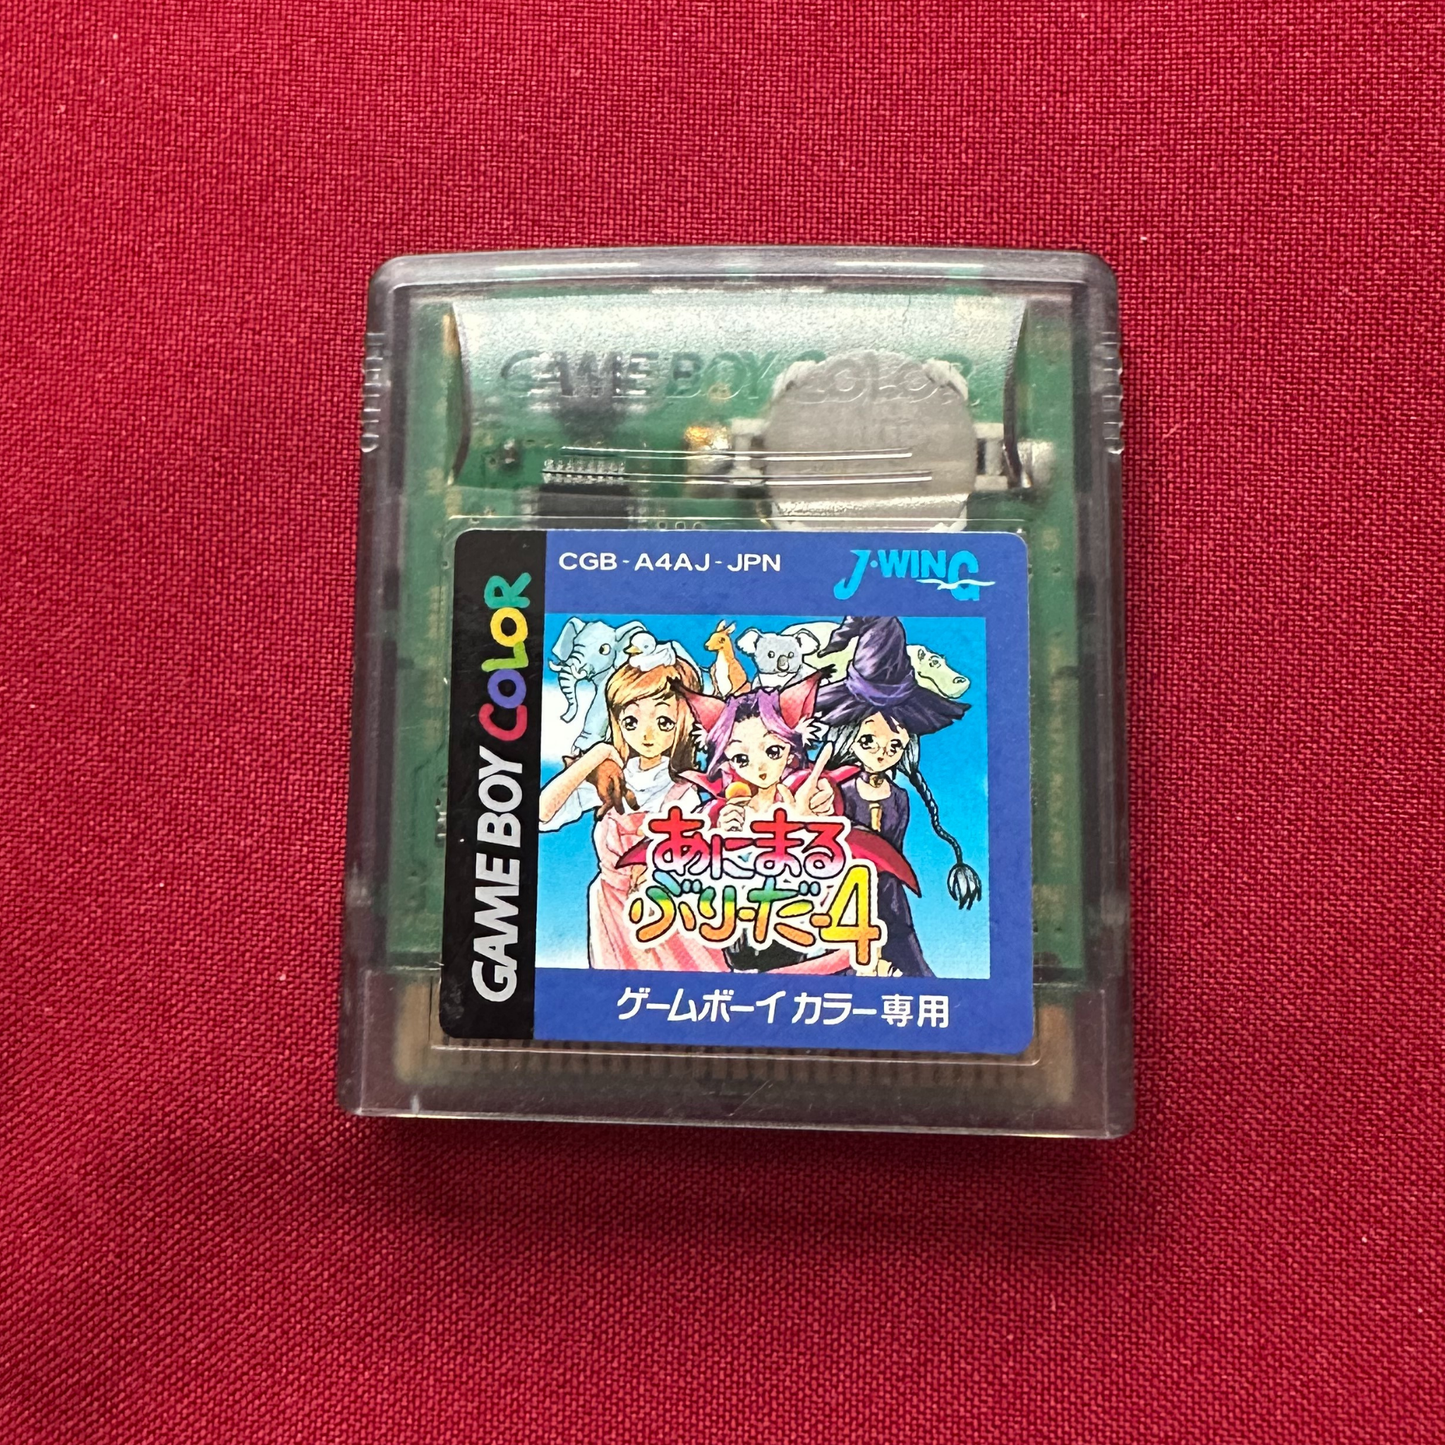 GAME BOY COLOR
CGB-A4AJ-JPN
J·WING
GAME BOY COLOR
あにまる
ぶりーだー4
ゲームボーイ カラー専用